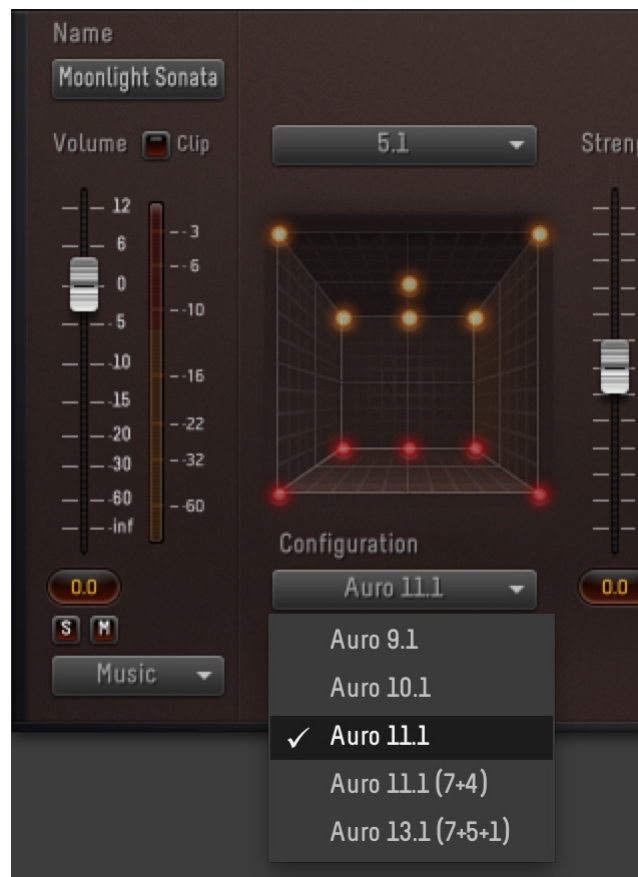 Name
Moonlight Sonata
Volume Clip
5.1
Streng
12
6
0
-5
-10
-15
-20
-30
-60
-inf
-3
-6
-10
-16
-22
-32
-60
Configuration
Auro 11.1
0.0
0.0
S M
Music
Auro 9.1
Auro 10.1
✓ Auro 11.1
Auro 11.1 (7+4)
Auro 13.1 (7+5+1)